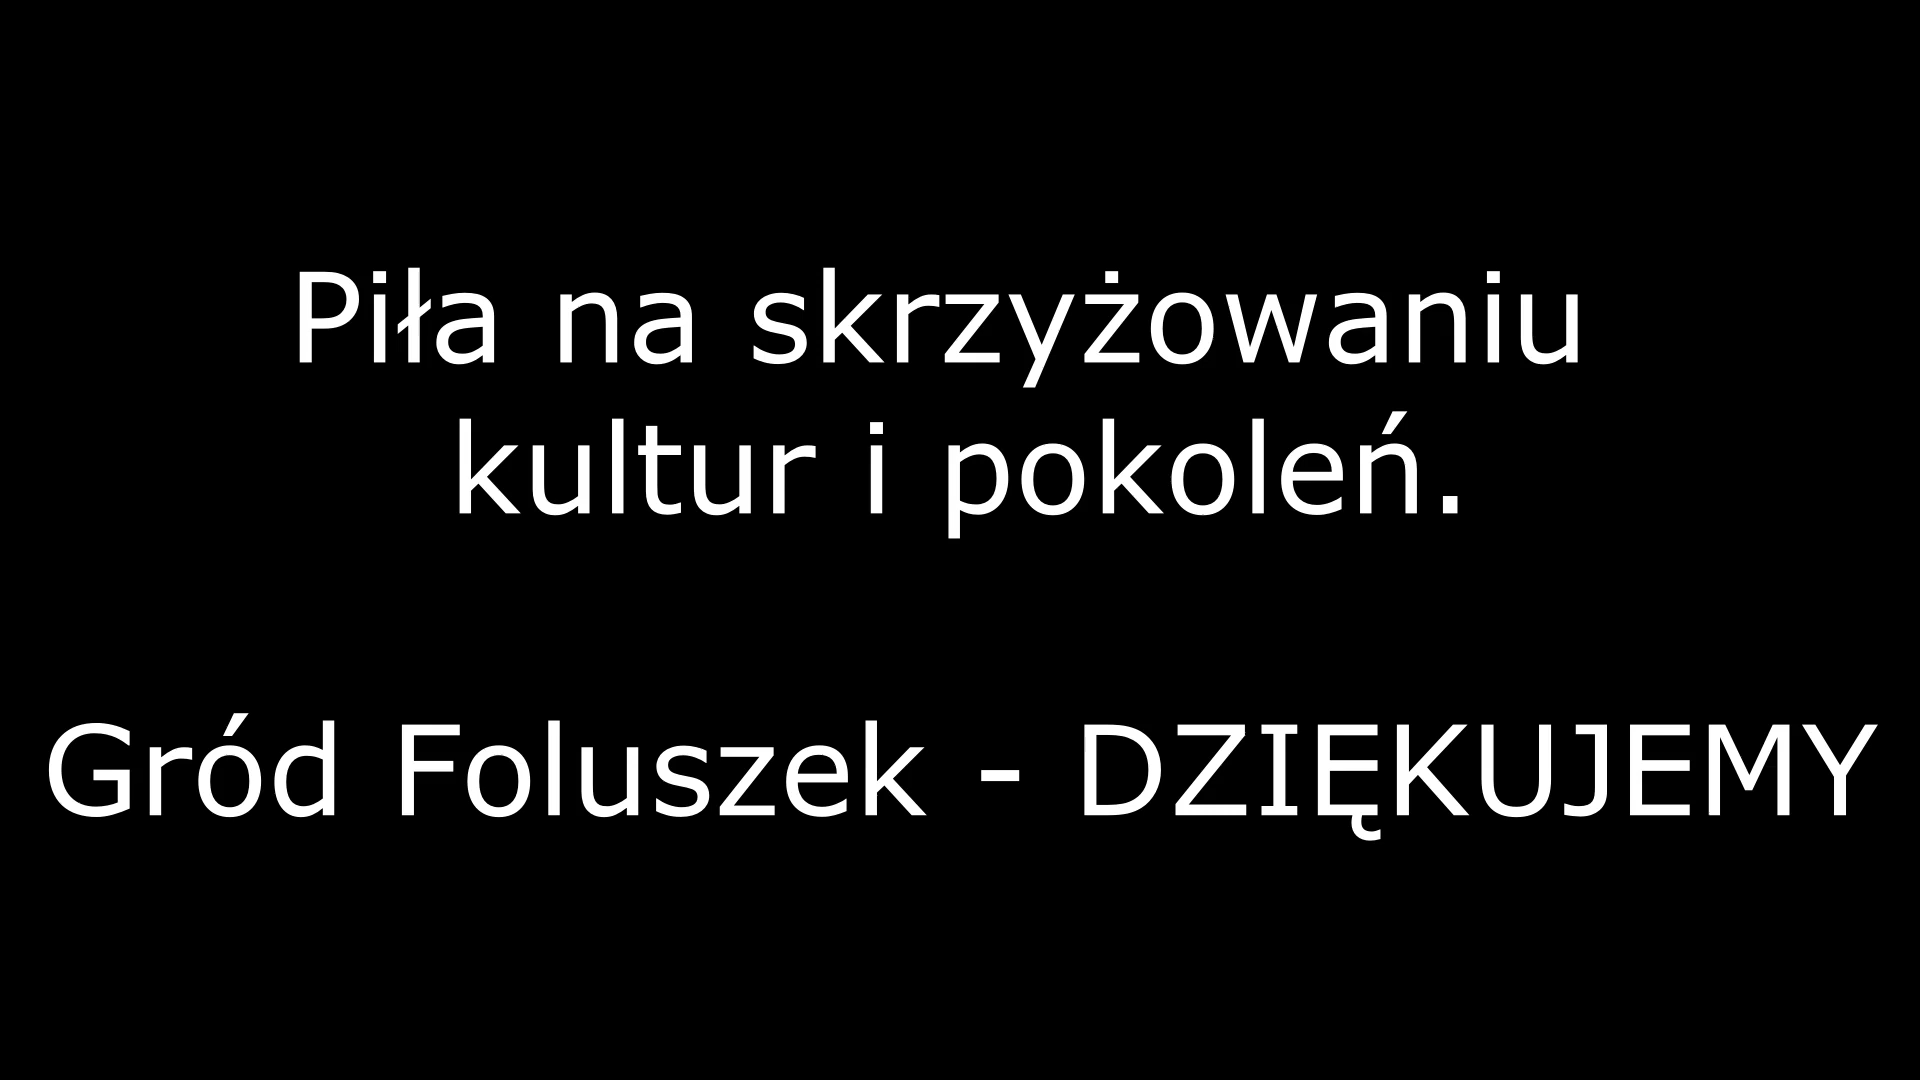 Piła na skrzyżowaniu
kultur i pokoleń.
Gród Foluszek - DZIĘKUJEMY